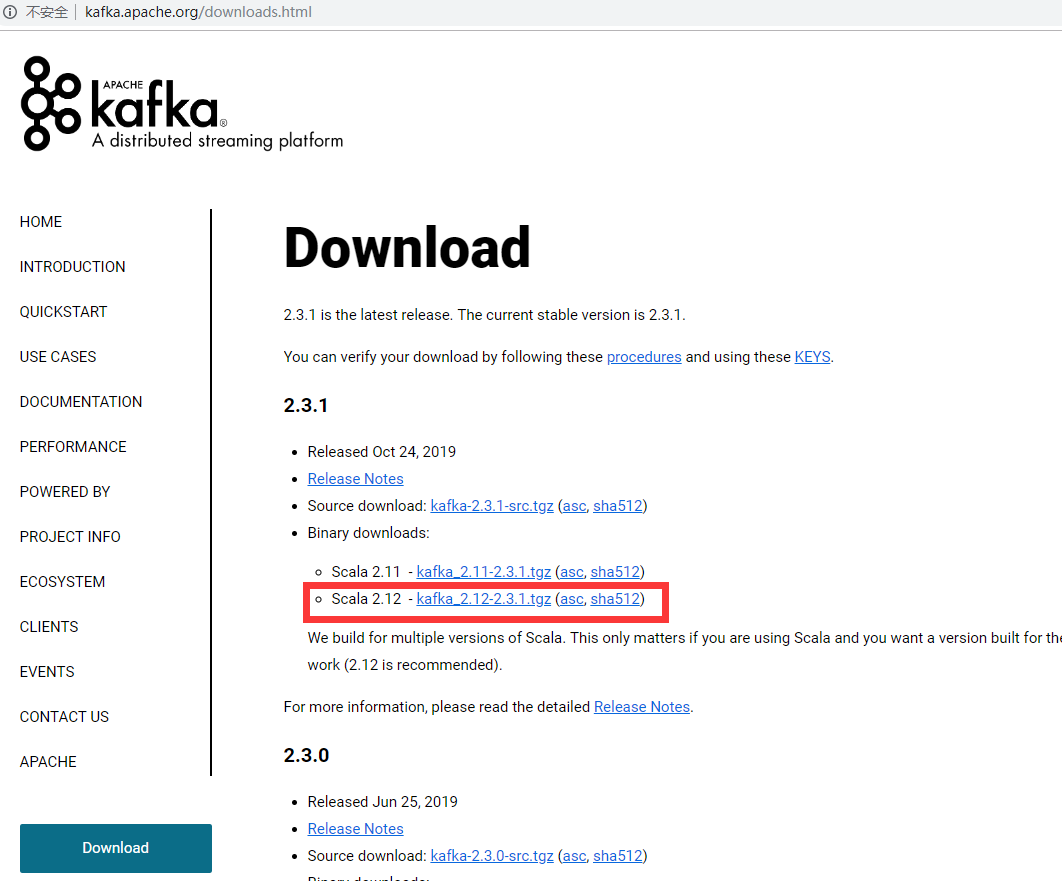 不安全 kafka.apache.org/downloads.html
APACHE
kafka®
A distributed streaming platform
HOME
INTRODUCTION
QUICKSTART
USE CASES
DOCUMENTATION
PERFORMANCE
POWERED BY
PROJECT INFO
ECOSYSTEM
CLIENTS
EVENTS
CONTACT US
APACHE
Download
Download
2.3.1 is the latest release. The current stable version is 2.3.1.
You can verify your download by following these procedures and using these KEYS.
2.3.1
Released Oct 24, 2019
Release Notes
Source download: kafka-2.3.1-src.tgz (asc, sha512)
Binary downloads:
Scala 2.11 - kafka_2.11-2.3.1.tgz (asc, sha512)
Scala 2.12 - kafka_2.12-2.3.1.tgz (asc, sha512)
We build for multiple versions of Scala. This only matters if you are using Scala and you want a version built for the
work (2.12 is recommended).
For more information, please read the detailed Release Notes.
2.3.0
Released Jun 25, 2019
Release Notes
Source download: kafka-2.3.0-src.tgz (asc, sha512)
Binary downloads: